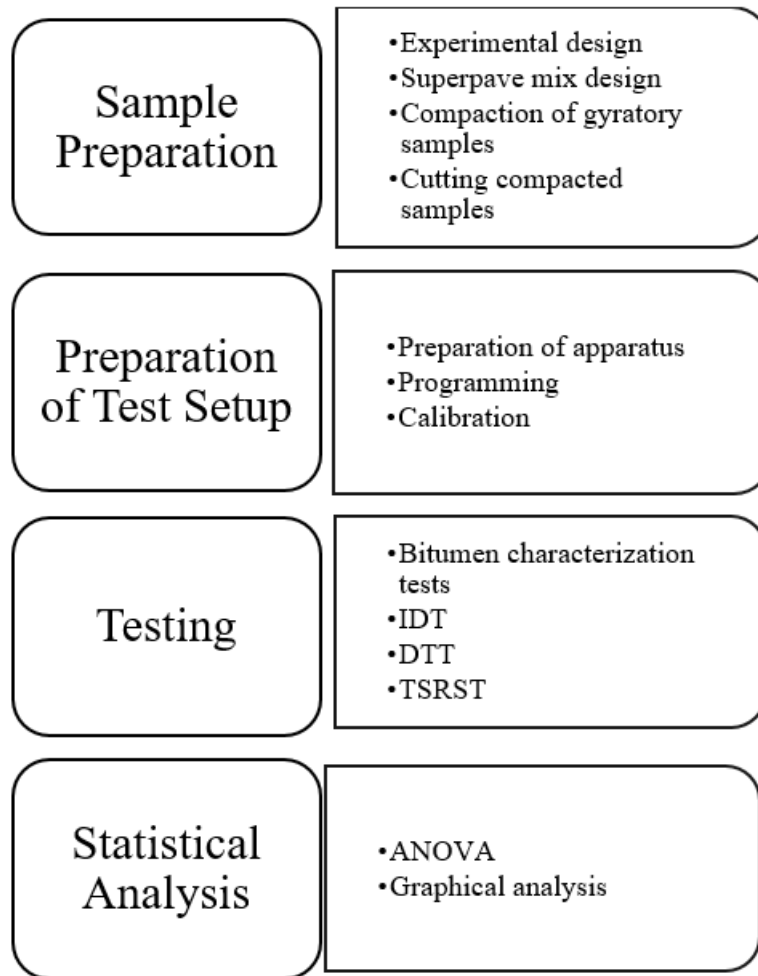 Sample
Preparation
•Experimental design
•Superpave mix design
•Compaction of gyratory
samples
•Cutting compacted
samples
Preparation
of Test Setup
•Preparation of apparatus
•Programming
•Calibration
Testing
•Bitumen characterization
tests
•IDT
•DTT
•TSRST
Statistical
Analysis
•ANOVA
•Graphical analysis